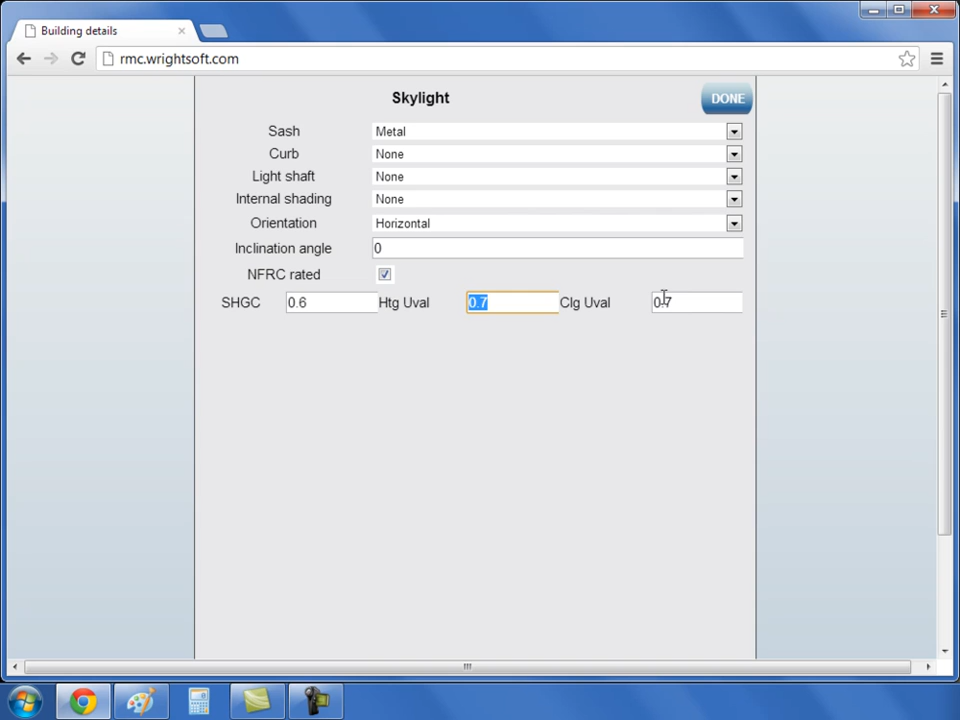 Building details
rmc.wrightsoft.com
Skylight
DONE
Sash Metal
Curb None
Light shaft None
Internal shading None
Orientation Horizontal
Inclination angle 0
NFRC rated
SHGC 0.6 Htg Uval 0.7 Clg Uval 0.7